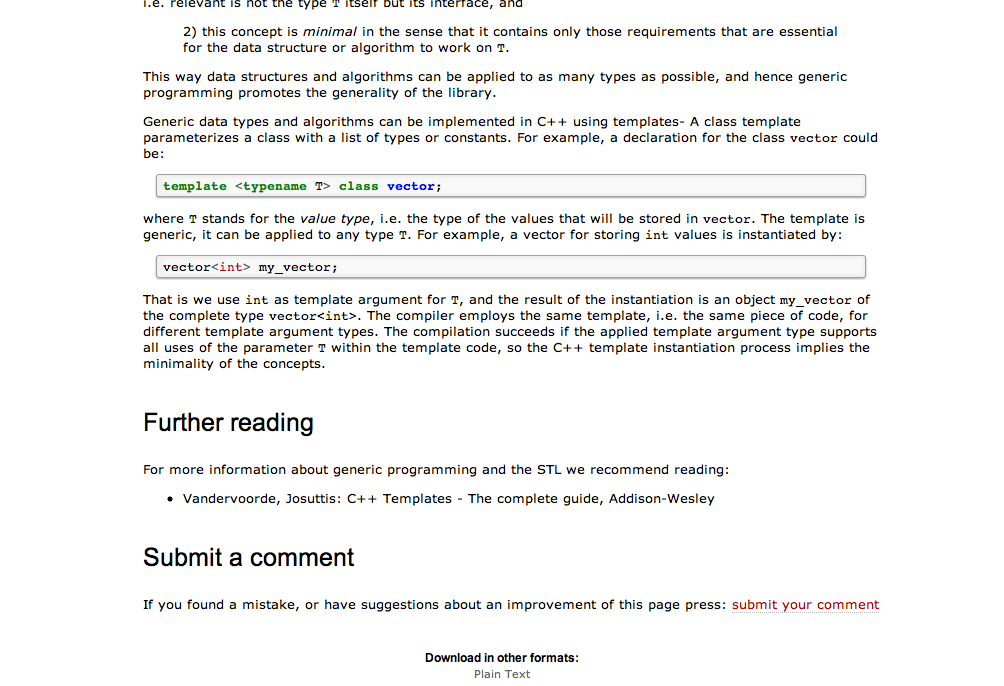 i.e. relevant is not the type T itself but its interface, and
2) this concept is minimal in the sense that it contains only those requirements that are essential
for the data structure or algorithm to work on T.
This way data structures and algorithms can be applied to as many types as possible, and hence generic
programming promotes the generality of the library.
Generic data types and algorithms can be implemented in C++ using templates- A class template
parameterizes a class with a list of types or constants. For example, a declaration for the class vector could
be:
template <typename T> class vector;
where T stands for the value type, i.e. the type of the values that will be stored in vector. The template is
generic, it can be applied to any type T. For example, a vector for storing int values is instantiated by:
vector<int> my_vector;
That is we use int as template argument for T, and the result of the instantiation is an object my_vector of
the complete type vector<int>. The compiler employs the same template, i.e. the same piece of code, for
different template argument types. The compilation succeeds if the applied template argument type supports
all uses of the parameter T within the template code, so the C++ template instantiation process implies the
minimality of the concepts.
Further reading
For more information about generic programming and the STL we recommend reading:
• Vandervoorde, Josuttis: C++ Templates - The complete guide, Addison-Wesley
Submit a comment
If you found a mistake, or have suggestions about an improvement of this page press: submit your comment
Download in other formats:
Plain Text